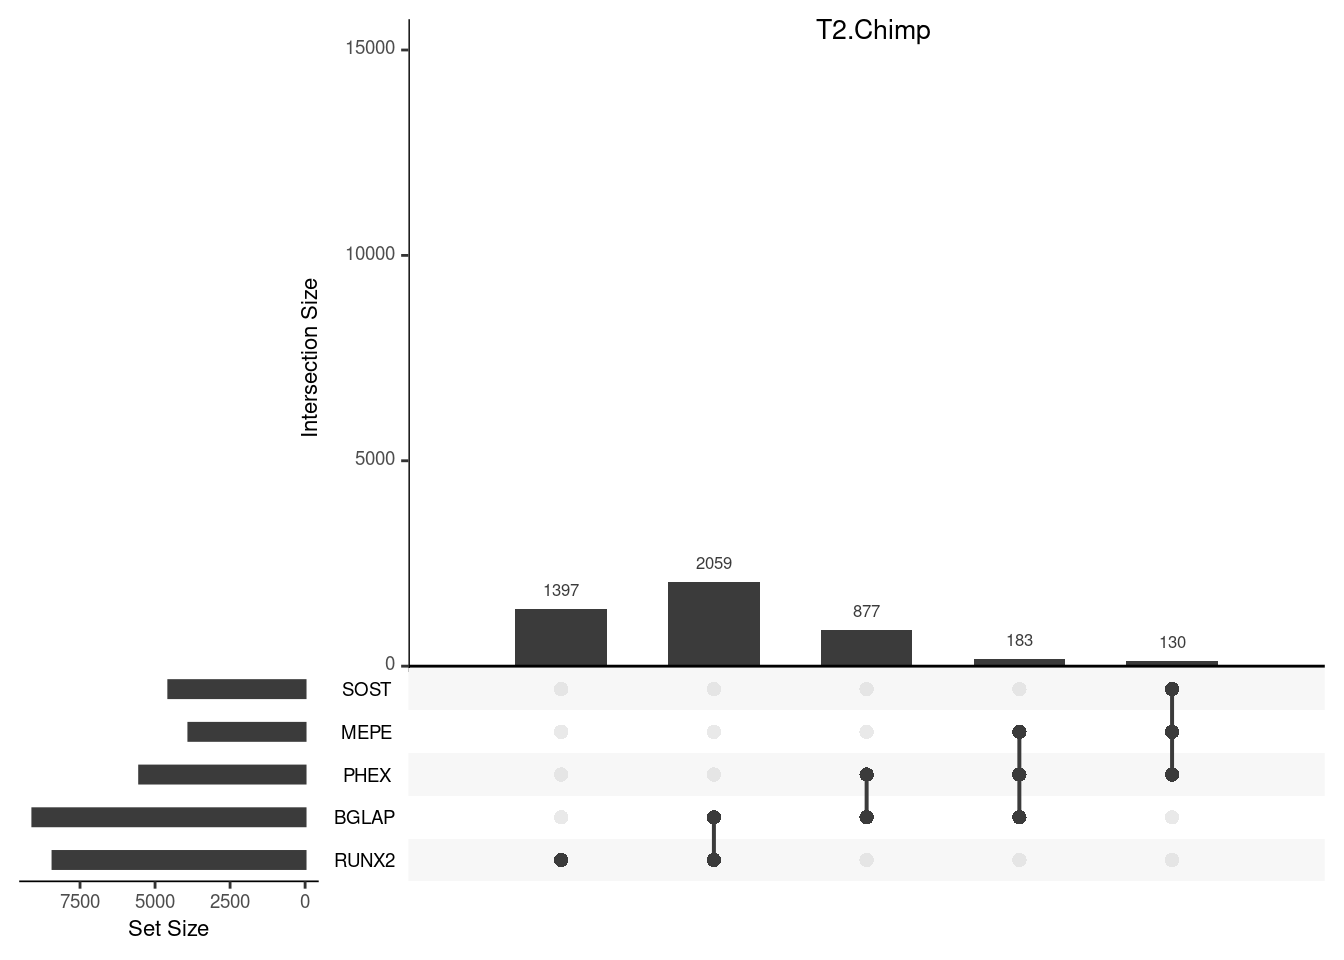 T2.Chimp
15000
10000
5000
0
Intersection Size
1397
2059
877
183
130
SOST
MEPE
PHEX
BGLAP
RUNX2
7500 5000 2500 0
Set Size